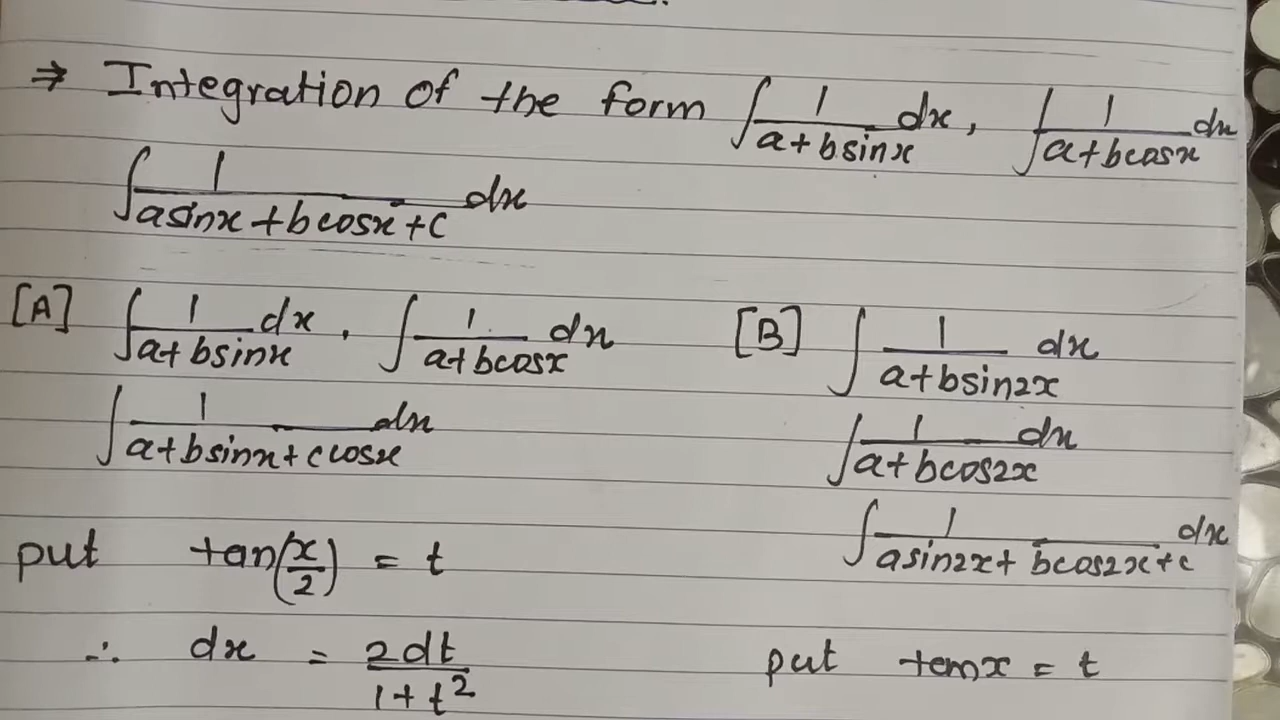 ⇒ Integration of the form ∫ 1/(a+bsinx) dx, ∫ 1/(a+bcosx) dx
∫ 1/(asinx+bcosx+c) dx
[A] ∫ 1/(a+bsinx) dx, ∫ 1/(a+bcosx) dx
∫ 1/(a+bsinx+ccosx) dx
put tan(x/2) = t
∴ dx = 2dt/(1+t²)
[B] ∫ 1/(a+bsin2x) dx
∫ 1/(a+bcos2x) dx
∫ 1/(asin2x+bcos2x+c) dx
put tanx = t